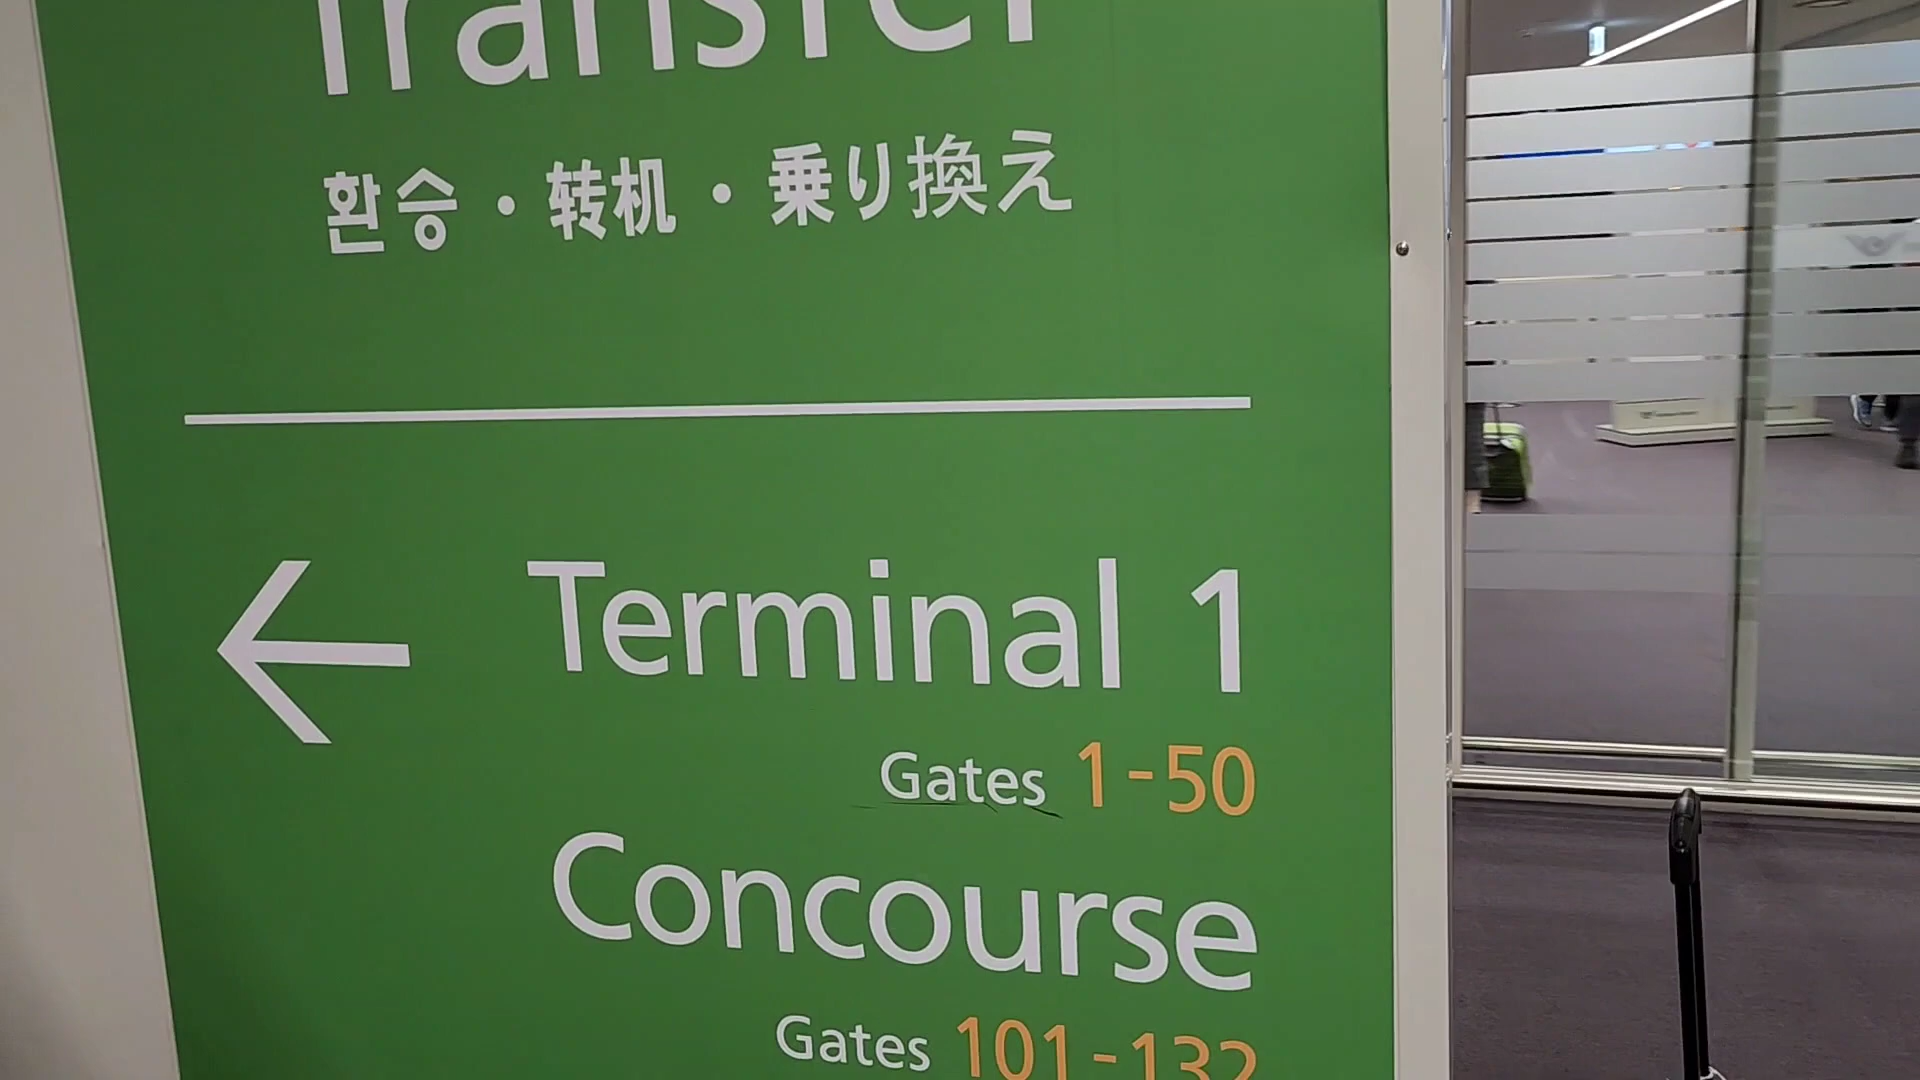 Transfer
환승・转机・乗り換え
Terminal 1
Gates 1-50
Concourse
Gates 101-132